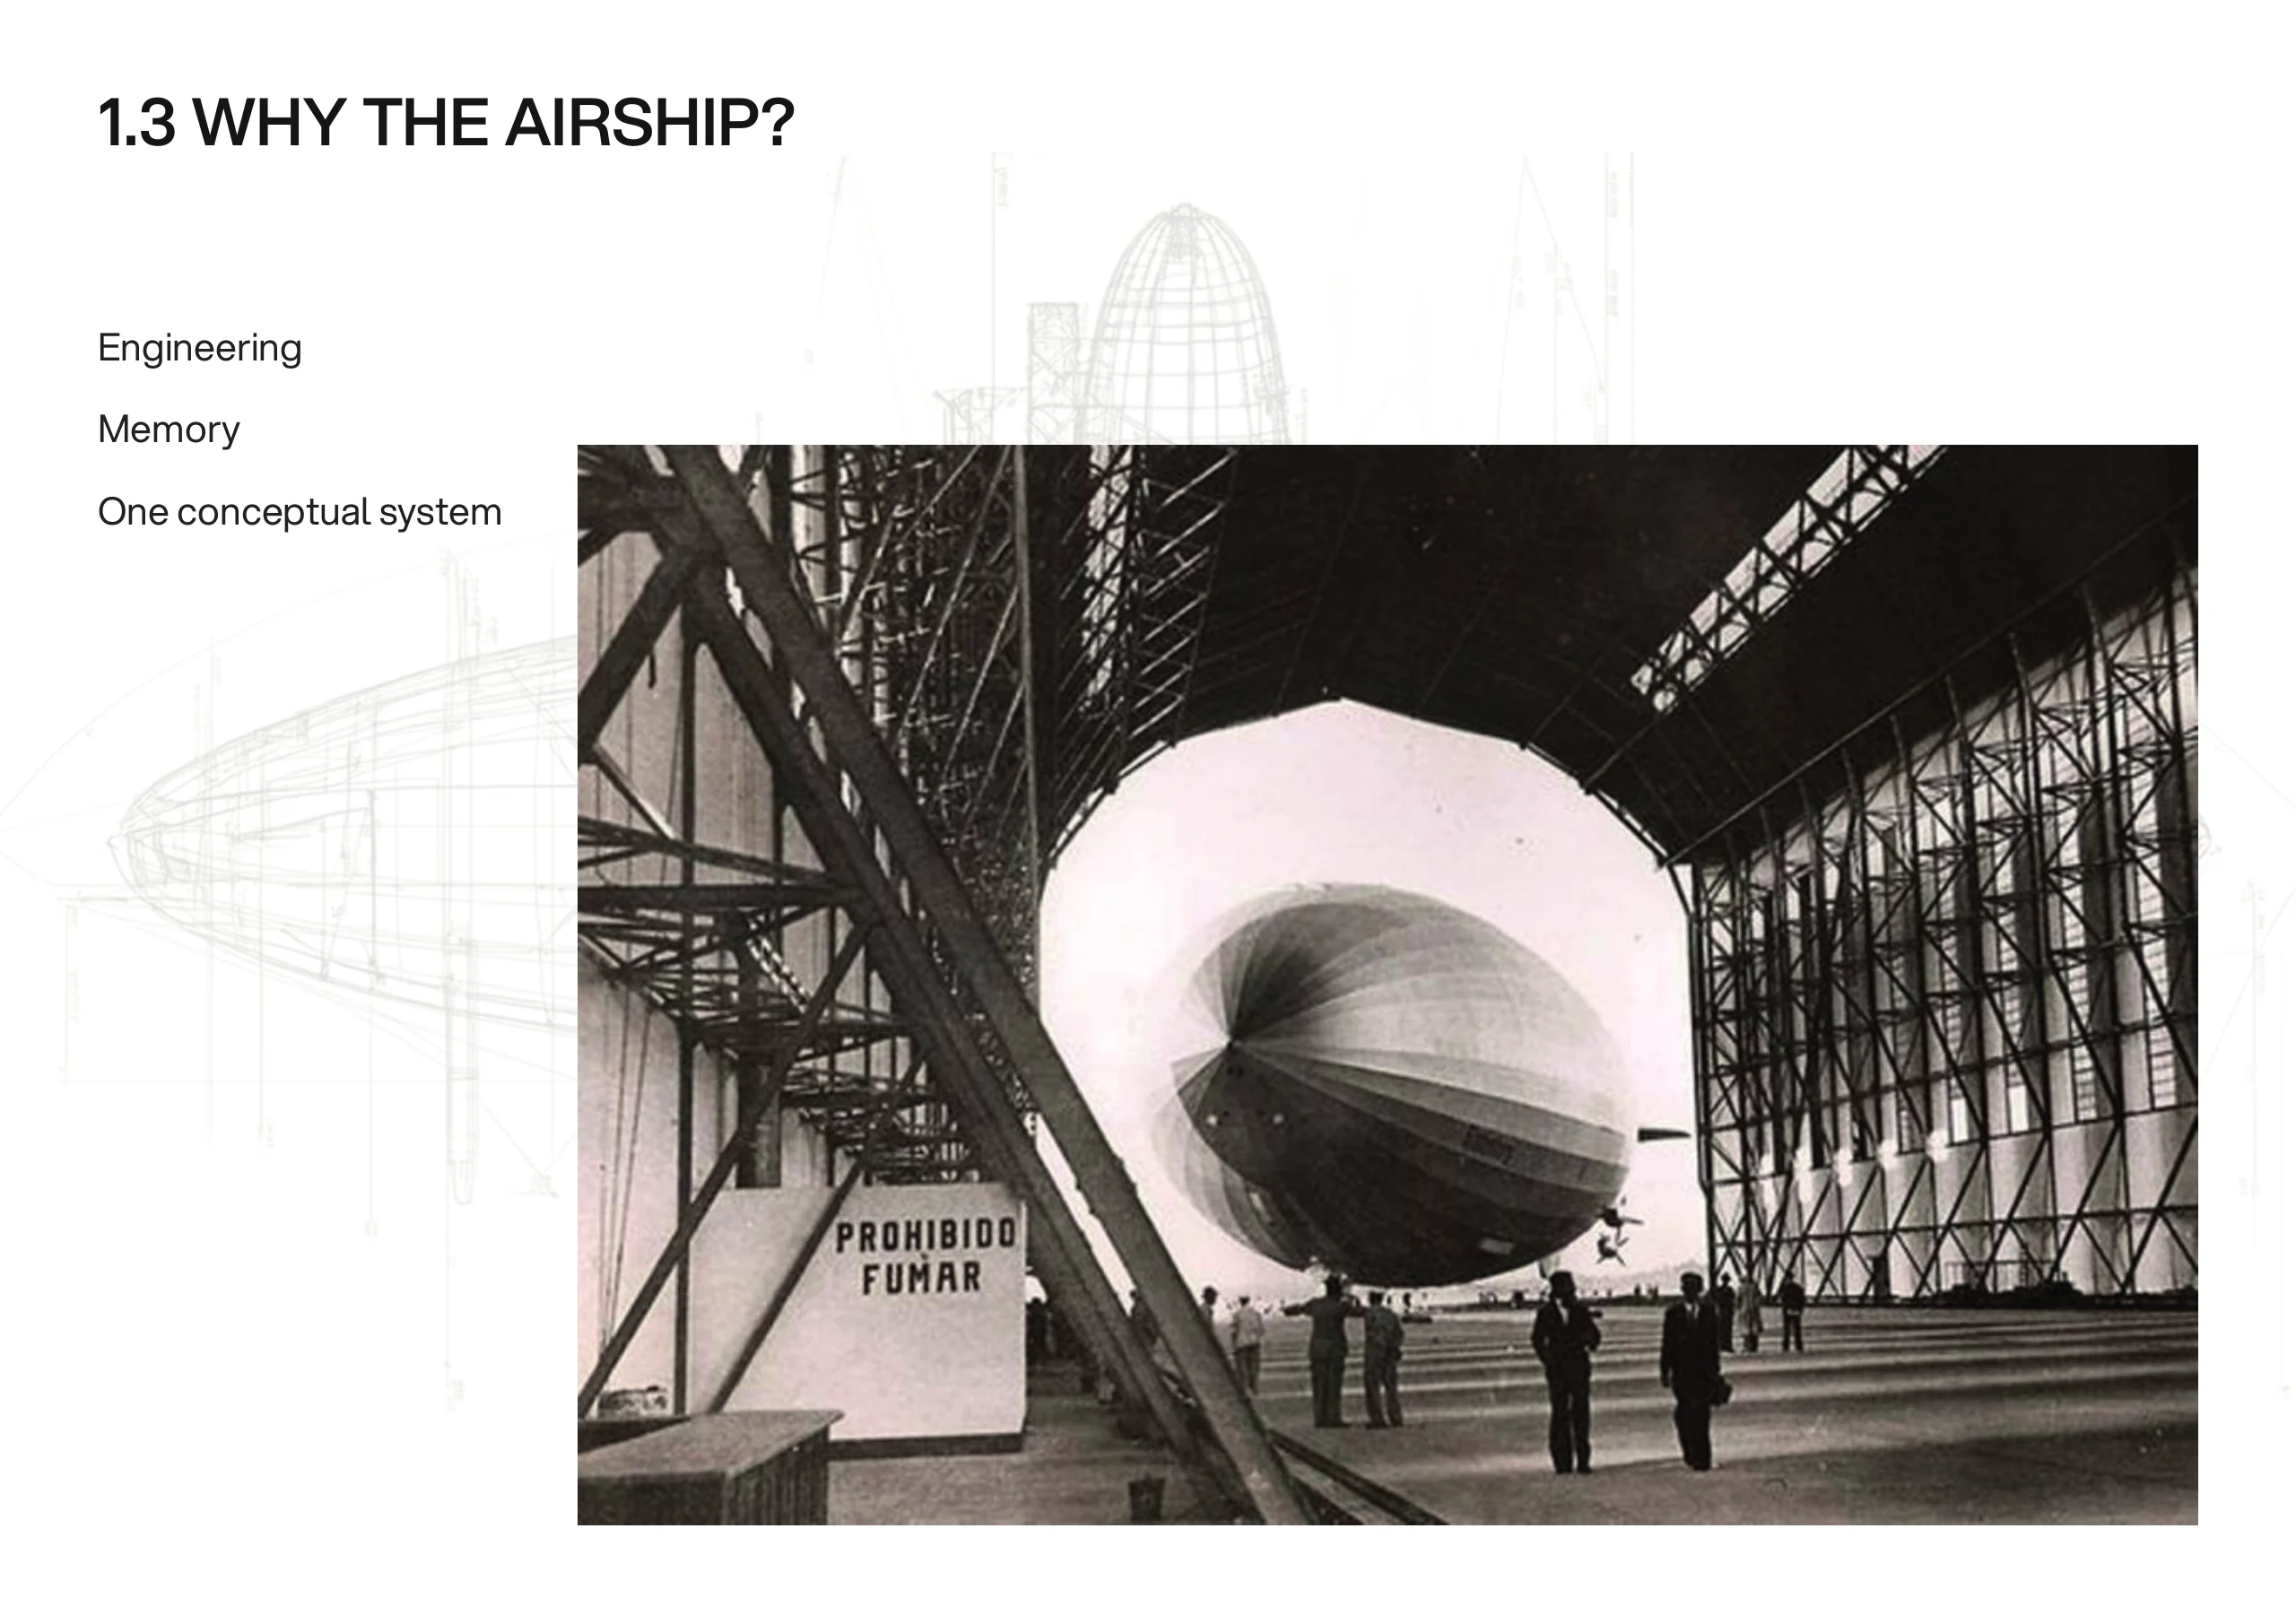 1.3 WHY THE AIRSHIP?
Engineering
Memory
One conceptual system
PROHIBIDO
FUMAR